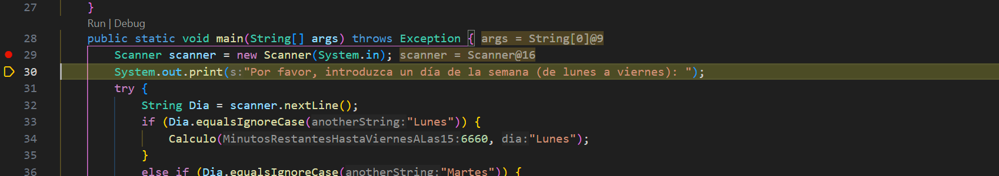 27 }
Run | Debug
28 public static void main(String[] args) throws Exception { args = String[0]@9
29 Scanner scanner = new Scanner(System.in); scanner = Scanner@16
30 System.out.print(s:"Por favor, introduzca un día de la semana (de lunes a viernes): ");
31 try {
32 String Dia = scanner.nextLine();
33 if (Dia.equalsIgnoreCase(anotherString:"Lunes")) {
34 Calculo(MinutosRestantesHastaViernesALas15:6660, dia:"Lunes");
35 }
36 else if (Dia.equalsIgnoreCase(anotherString:"Martes")) {